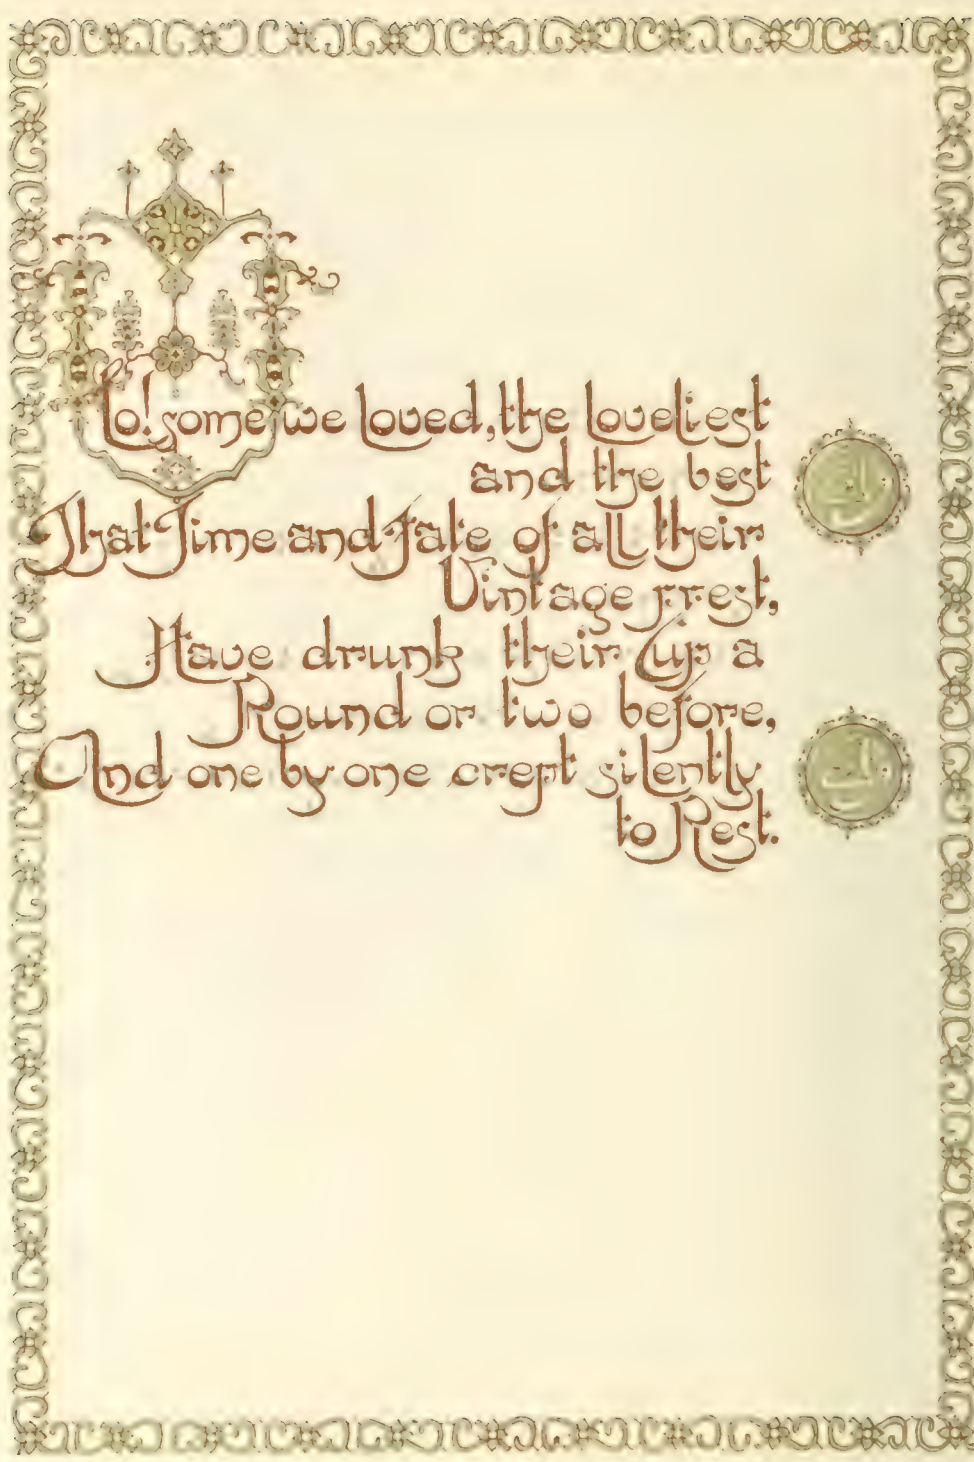 Lo! some we loved, the loveliest
and the best
That Time and Fate of all their
Vintage prest,
Have drunk their Cup a
Round or two before,
And one by one crept silently
to Rest.